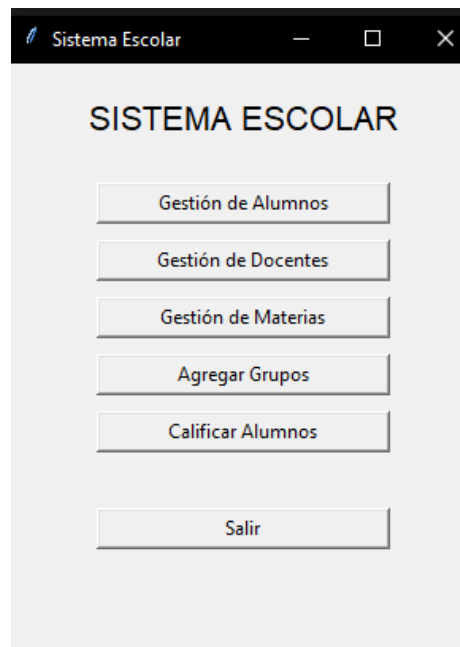 Sistema Escolar
SISTEMA ESCOLAR
Gestión de Alumnos
Gestión de Docentes
Gestión de Materias
Agregar Grupos
Calificar Alumnos
Salir